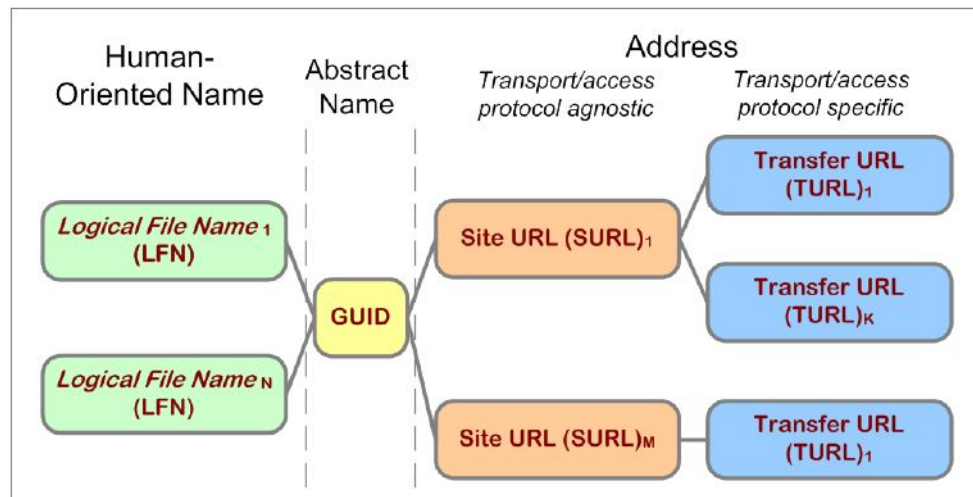 Human-
Oriented Name
Abstract
Name
Address
Transport/access
protocol agnostic
Transport/access
protocol specific
Logical File Name 1
(LFN)
Logical File Name N
(LFN)
GUID
Site URL (SURL)1
Site URL (SURL)M
Transfer URL
(TURL)1
Transfer URL
(TURL)K
Transfer URL
(TURL)1